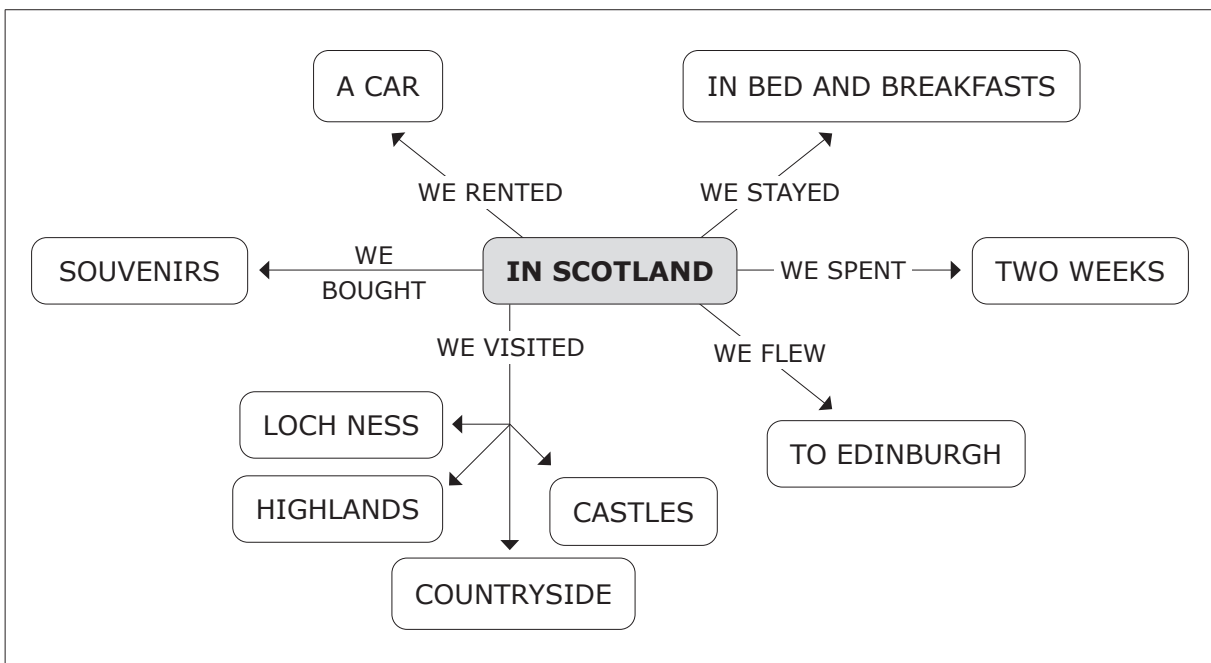 A CAR
IN BED AND BREAKFASTS
WE RENTED
WE STAYED
SOUVENIRS
WE
BOUGHT
IN SCOTLAND
WE SPENT
TWO WEEKS
WE VISITED
WE FLEW
LOCH NESS
TO EDINBURGH
HIGHLANDS
CASTLES
COUNTRYSIDE